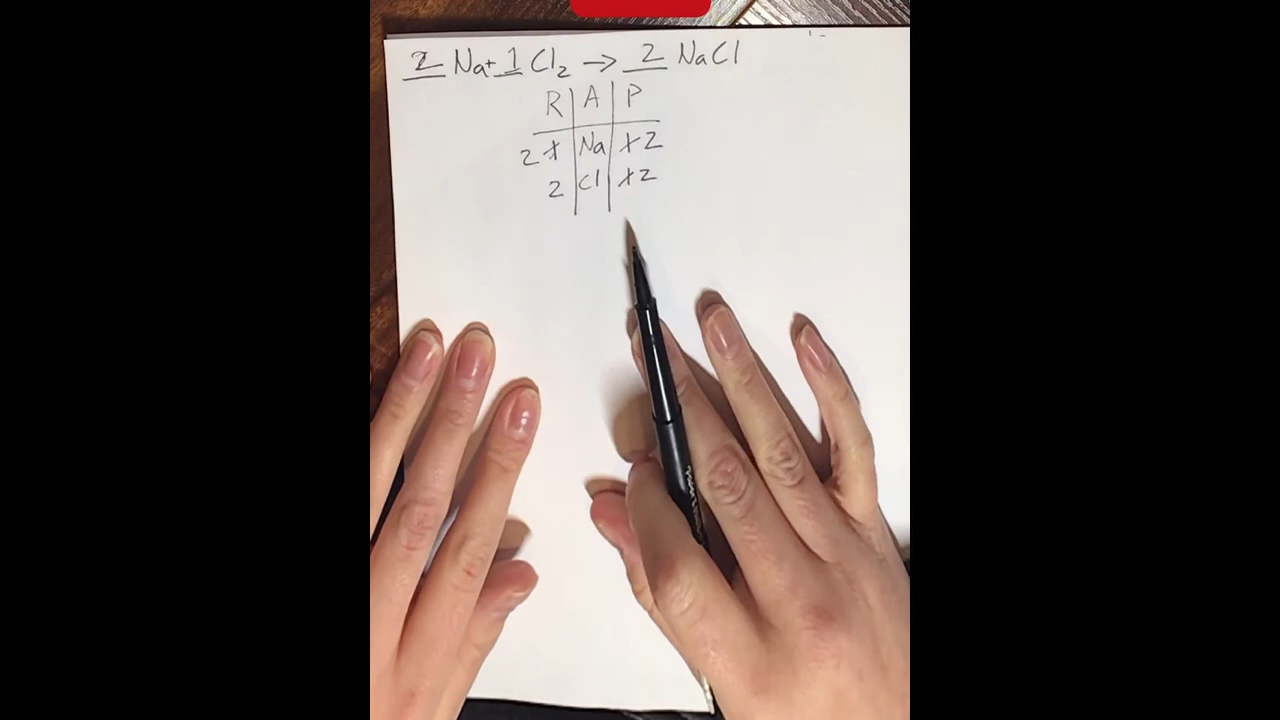 2 Na + 1 Cl₂ → 2 NaCl
R | A | P
2 1 | Na | 1 2
2 | Cl | 1 2